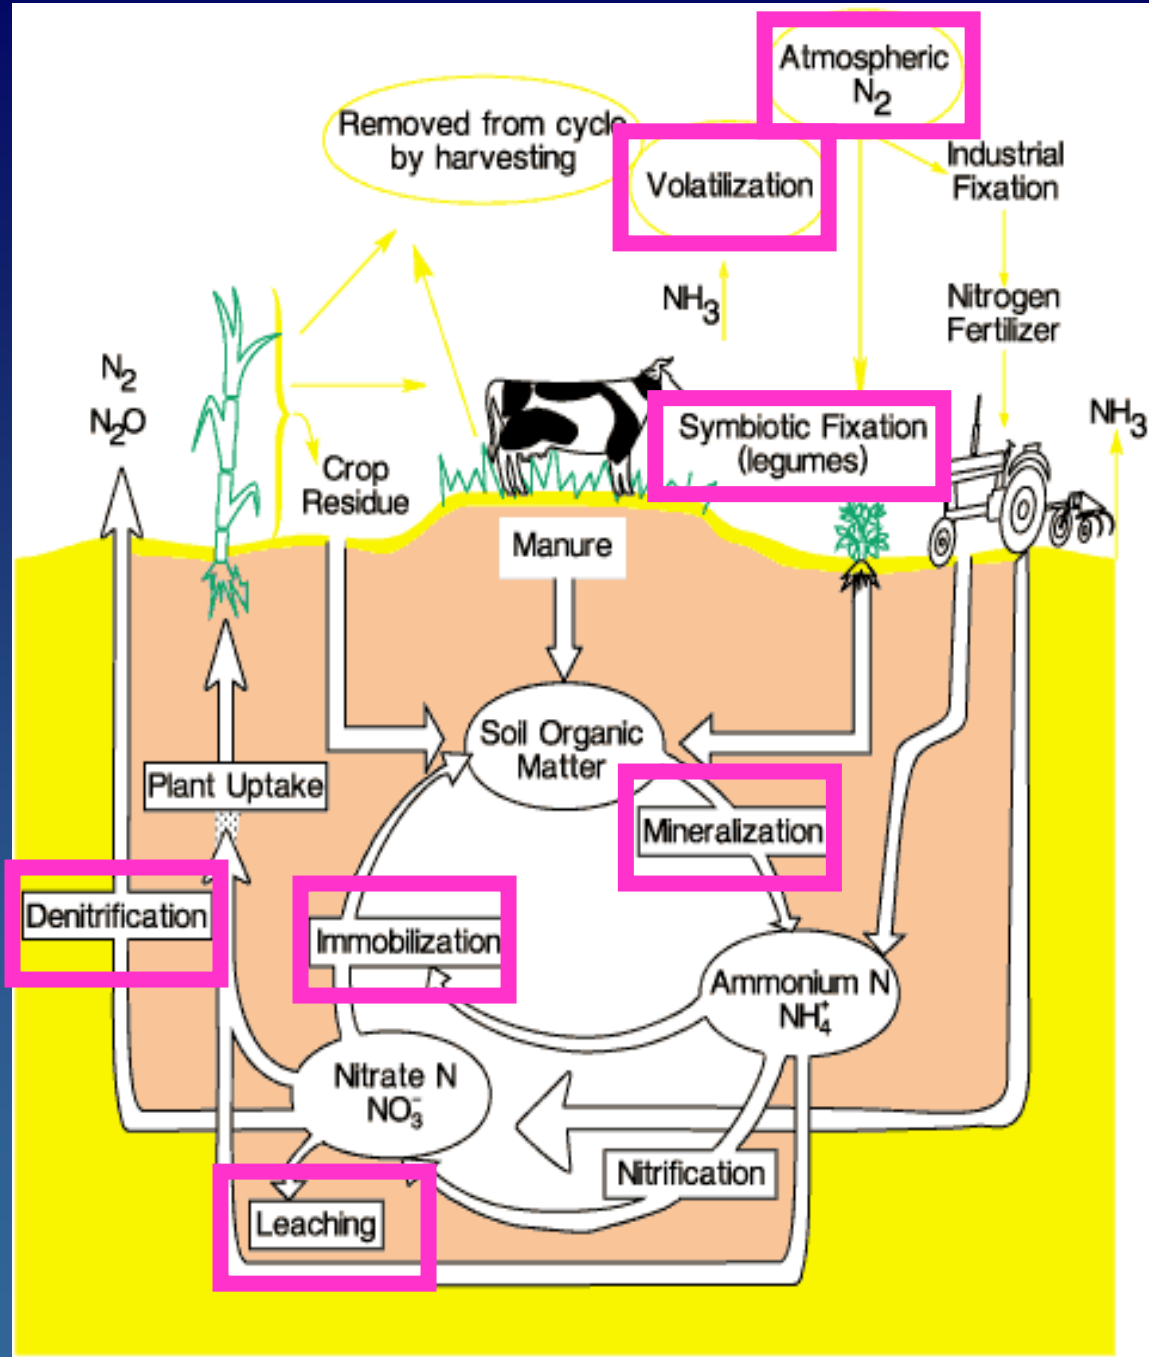 Atmospheric
N₂
Removed from cycle
by harvesting
Volatilization
Industrial
Fixation
NH₃
Nitrogen
Fertilizer
N₂
N₂O
Symbiotic Fixation
(legumes)
NH₃
Crop
Residue
Manure
Soil Organic
Matter
Plant Uptake
Mineralization
Denitrification
Immobilization
Ammonium N
NH₄⁺
Nitrate N
NO₃⁻
Nitrification
Leaching